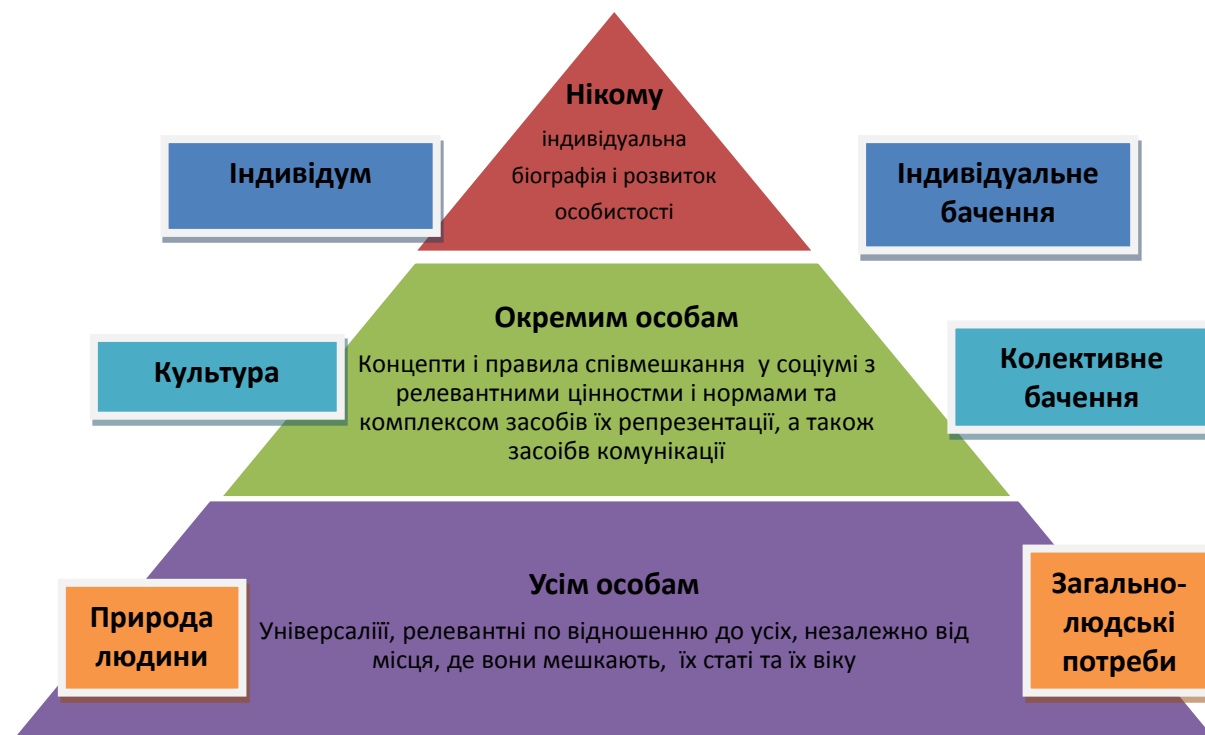 Нікому
індивідуальна
біографія і розвиток
особистості
Індивідум
Індивідуальне
бачення
Окремим особам
Концепти і правила співмешкання у соціумі з
релевантними цінностми і нормами та
комплексом засобів їх репрезентації, а також
засоібв комунікації
Культура
Колективне
бачення
Усім особам
Універсаліїї, релевантні по відношенню до усіх, незалежно від
місця, де вони мешкають, їх статі та їх віку
Природа
людини
Загально-
людські
потреби